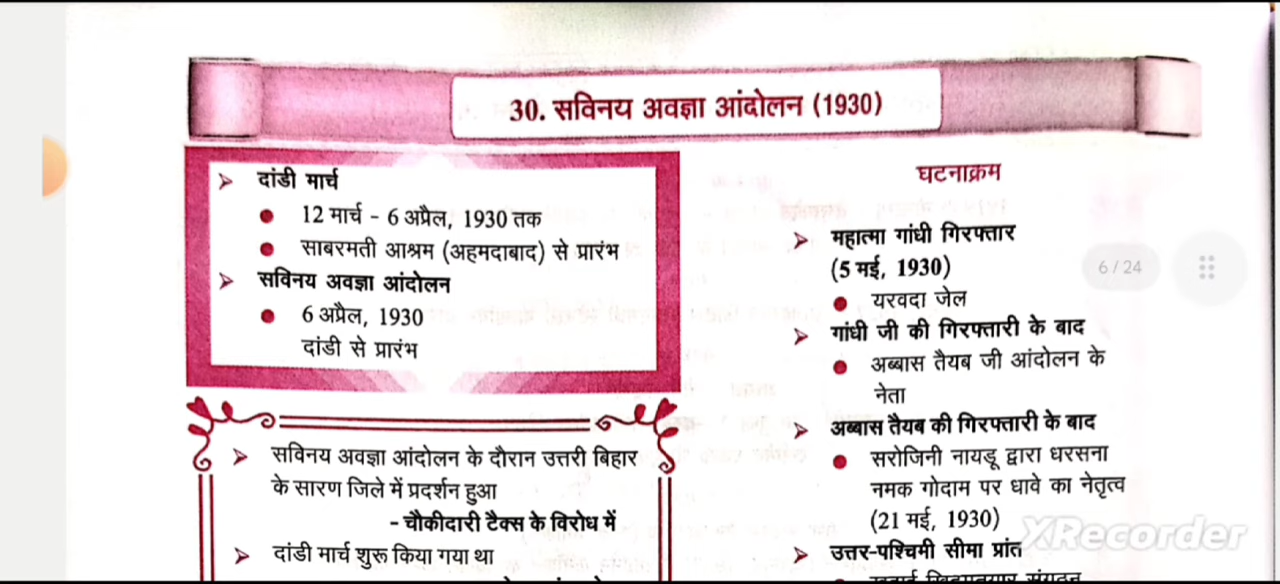 30. सविनय अवज्ञा आंदोलन (1930)
➢ दांडी मार्च
● 12 मार्च - 6 अप्रैल, 1930 तक
● साबरमती आश्रम (अहमदाबाद) से प्रारंभ
➢ सविनय अवज्ञा आंदोलन
● 6 अप्रैल, 1930
दांडी से प्रारंभ
➢ सविनय अवज्ञा आंदोलन के दौरान उत्तरी बिहार
के सारण जिले में प्रदर्शन हुआ
- चौकीदारी टैक्स के विरोध में
➢ दांडी मार्च शुरू किया गया था
घटनाक्रम
➢ महात्मा गांधी गिरफ्तार
(5 मई, 1930)
● यरवदा जेल
➢ गांधी जी की गिरफ्तारी के बाद
● अब्बास तैयब जी आंदोलन के
नेता
➢ अब्बास तैयब की गिरफ्तारी के बाद
● सरोजिनी नायडू द्वारा धरसना
नमक गोदाम पर धावे का नेतृत्व
(21 मई, 1930)
➢ उत्तर-पश्चिमी सीमा प्रांत
6 / 24
XRecorder